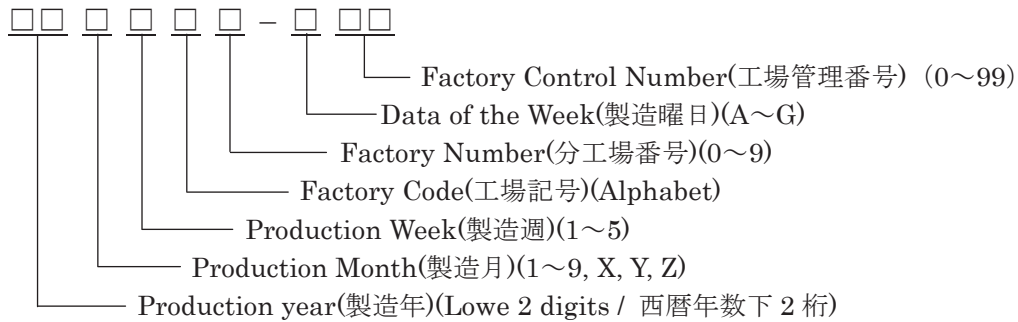 □□ □ □ □ □ – □ □□
Factory Control Number(工場管理番号)(0～99)
Data of the Week(製造曜日)(A～G)
Factory Number(分工場番号)(0～9)
Factory Code(工場記号)(Alphabet)
Production Week(製造週)(1～5)
Production Month(製造月)(1～9, X, Y, Z)
Production year(製造年)(Lowe 2 digits / 西暦年数下 2 桁)